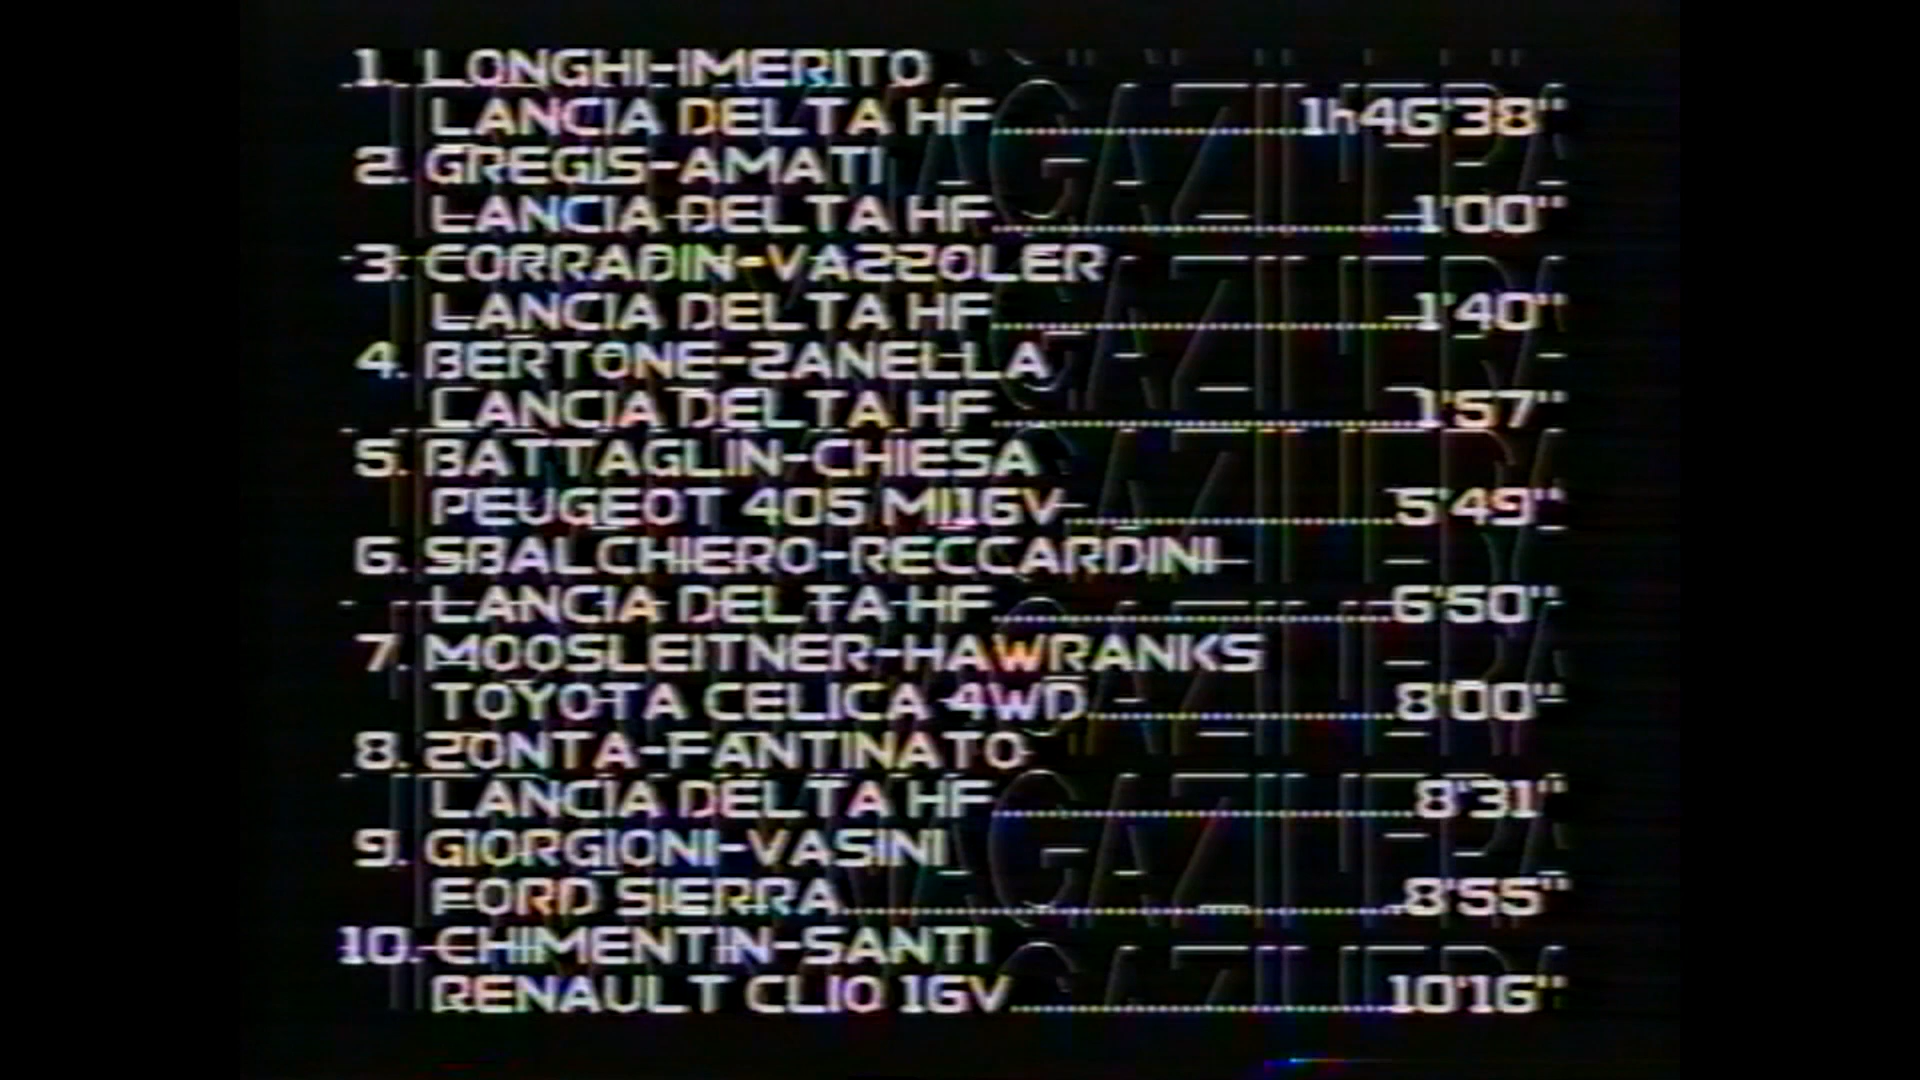 1. LONGHI-IMERITO
LANCIA DELTA HF........................1h46'38"
2. GREGIS-AMATI
LANCIA DELTA HF........................1'00"
3. CORRADIN-VAZZOLER
LANCIA DELTA HF........................1'40"
4. BERTONE-ZANELLA
LANCIA DELTA HF........................1'57"
5. BATTAGLIN-CHIESA
PEUGEOT 405 MI16V........................5'49"
6. SBALCHIERO-RECCARDINI
LANCIA DELTA HF........................6'50"
7. MOOSLEITNER-HAWRANKS
TOYOTA CELICA 4WD........................8'00"
8. ZONTA-FANTINATO
LANCIA DELTA HF........................8'31"
9. GIORGIONI-VASINI
FORD SIERRA........................8'55"
10. CHIMENTIN-SANTI
RENAULT CLIO 16V........................10'16"